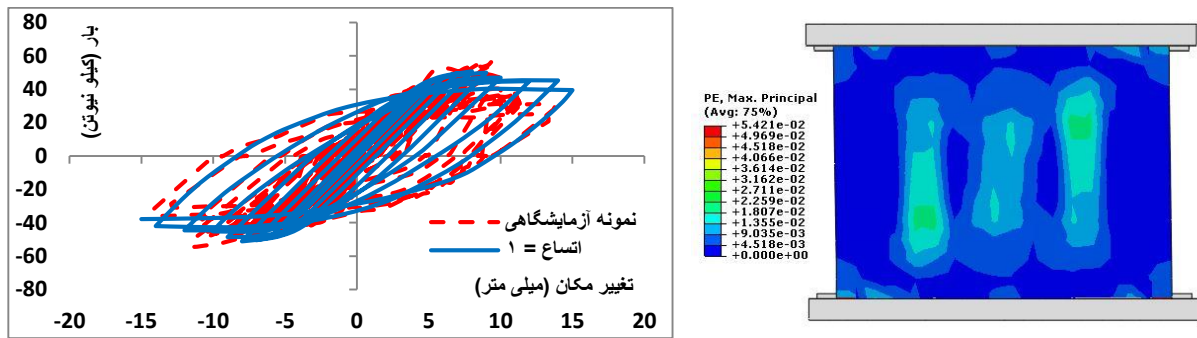 80
60
40
20
0
-20
-40
-60
-80
بار (کیلو نیوتن)
نمونه آزمایشگاهی
اتساع = ۱
تغییر مکان (میلی متر)
-20 -15 -10 -5 0 5 10 15 20
PE, Max. Principal
(Avg: 75%)
+5.421e-02
+4.969e-02
+4.518e-02
+4.066e-02
+3.614e-02
+3.162e-02
+2.711e-02
+2.259e-02
+1.807e-02
+1.355e-02
+9.035e-03
+4.518e-03
+0.000e+00